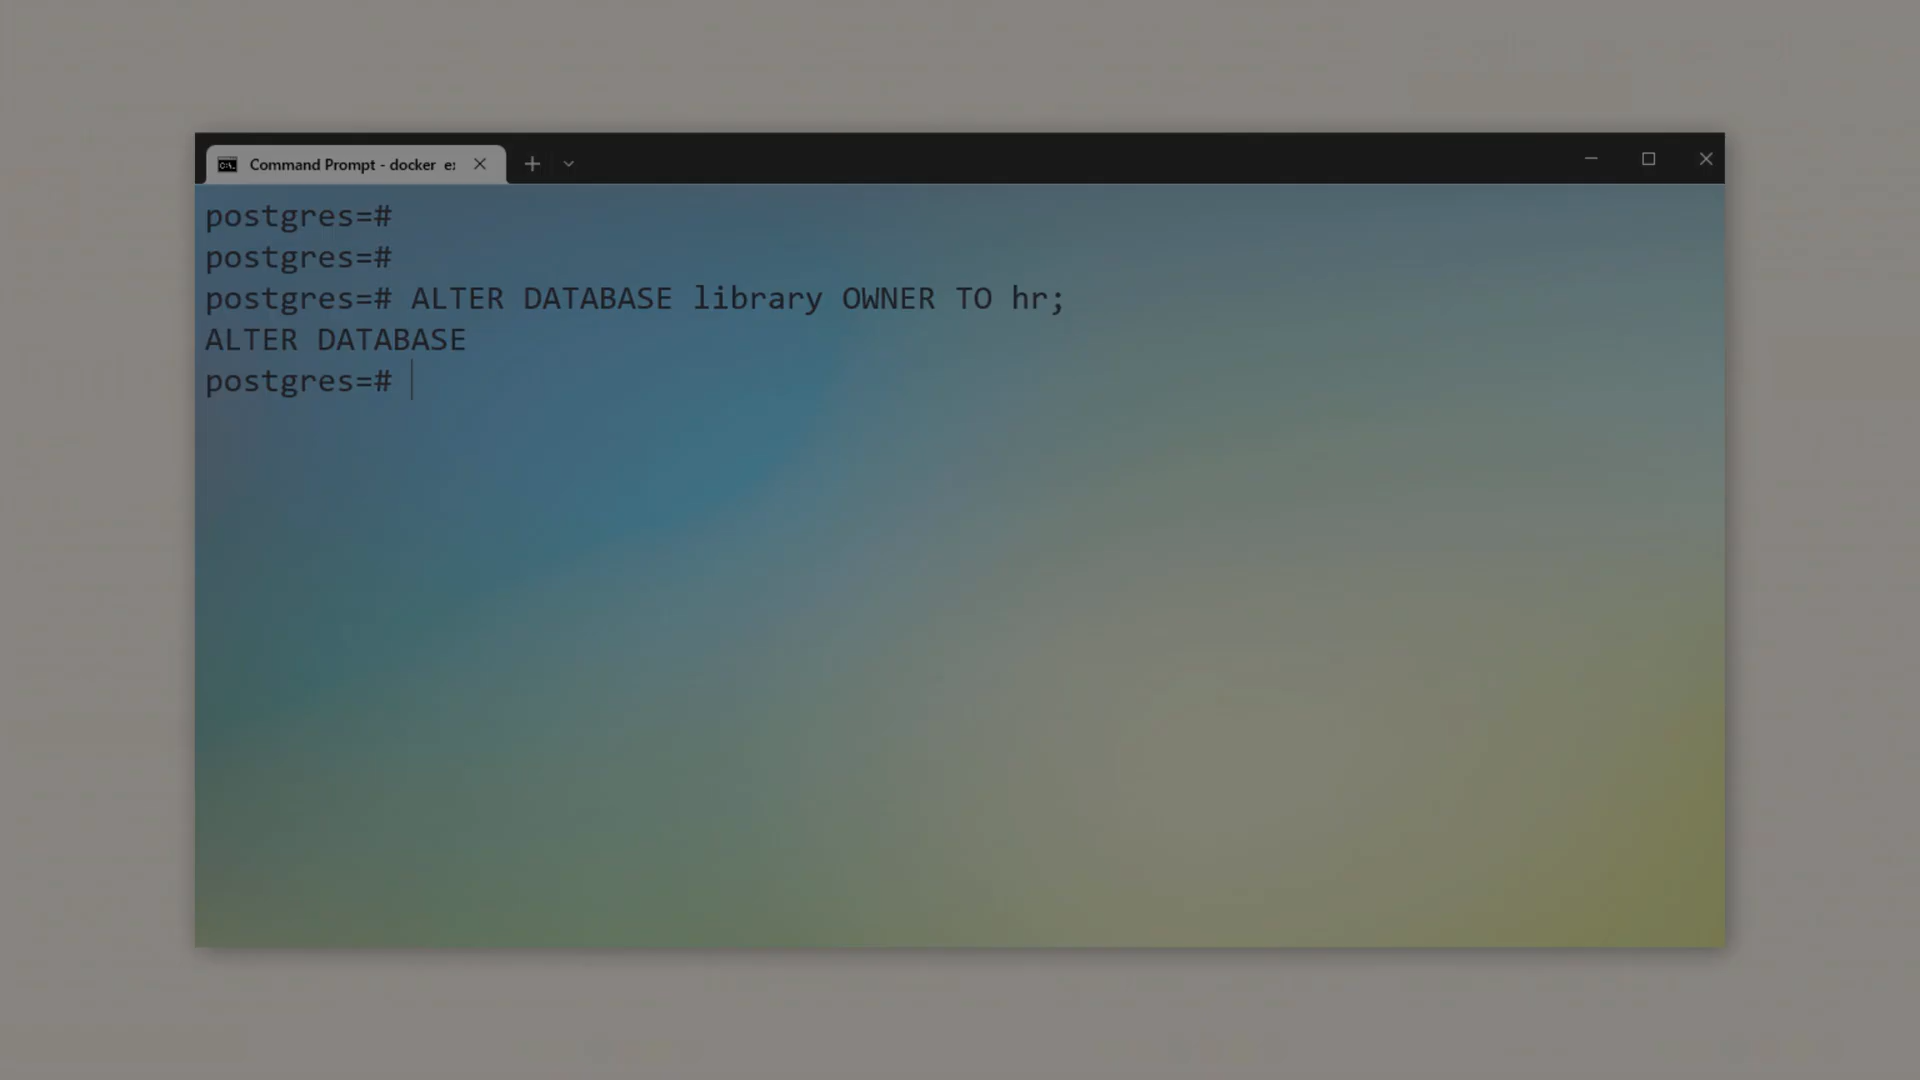 Command Prompt - docker e
postgres=#
postgres=#
postgres=# ALTER DATABASE library OWNER TO hr;
ALTER DATABASE
postgres=#